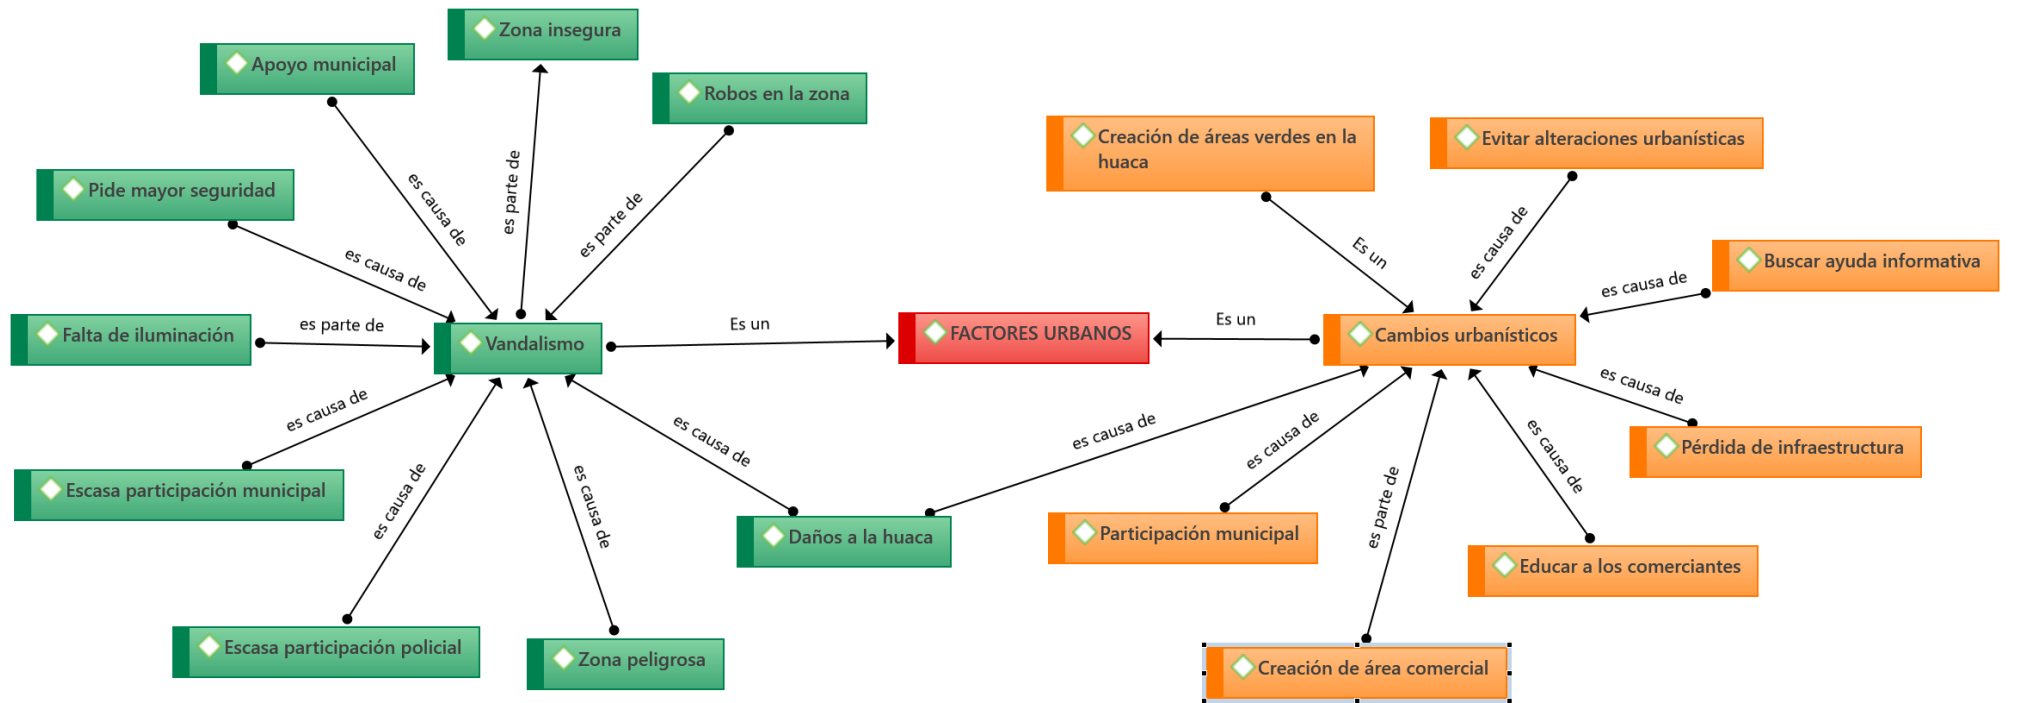 Zona insegura
Apoyo municipal
Robos en la zona
Creación de áreas verdes en la
huaca
Evitar alteraciones urbanísticas
Pide mayor seguridad
es causa de
es parte de
es parte de
es causa de
Es un
es causa de
Buscar ayuda informativa
es causa de
Falta de iluminación
es parte de
Vandalismo
Es un
FACTORES URBANOS
Es un
Cambios urbanísticos
es causa de
es causa de
es causa de
es causa de
es causa de
es causa de
Pérdida de infraestructura
Escasa participación municipal
es causa de
es causa de
es parte de
Daños a la huaca
Participación municipal
Educar a los comerciantes
Escasa participación policial
Zona peligrosa
Creación de área comercial